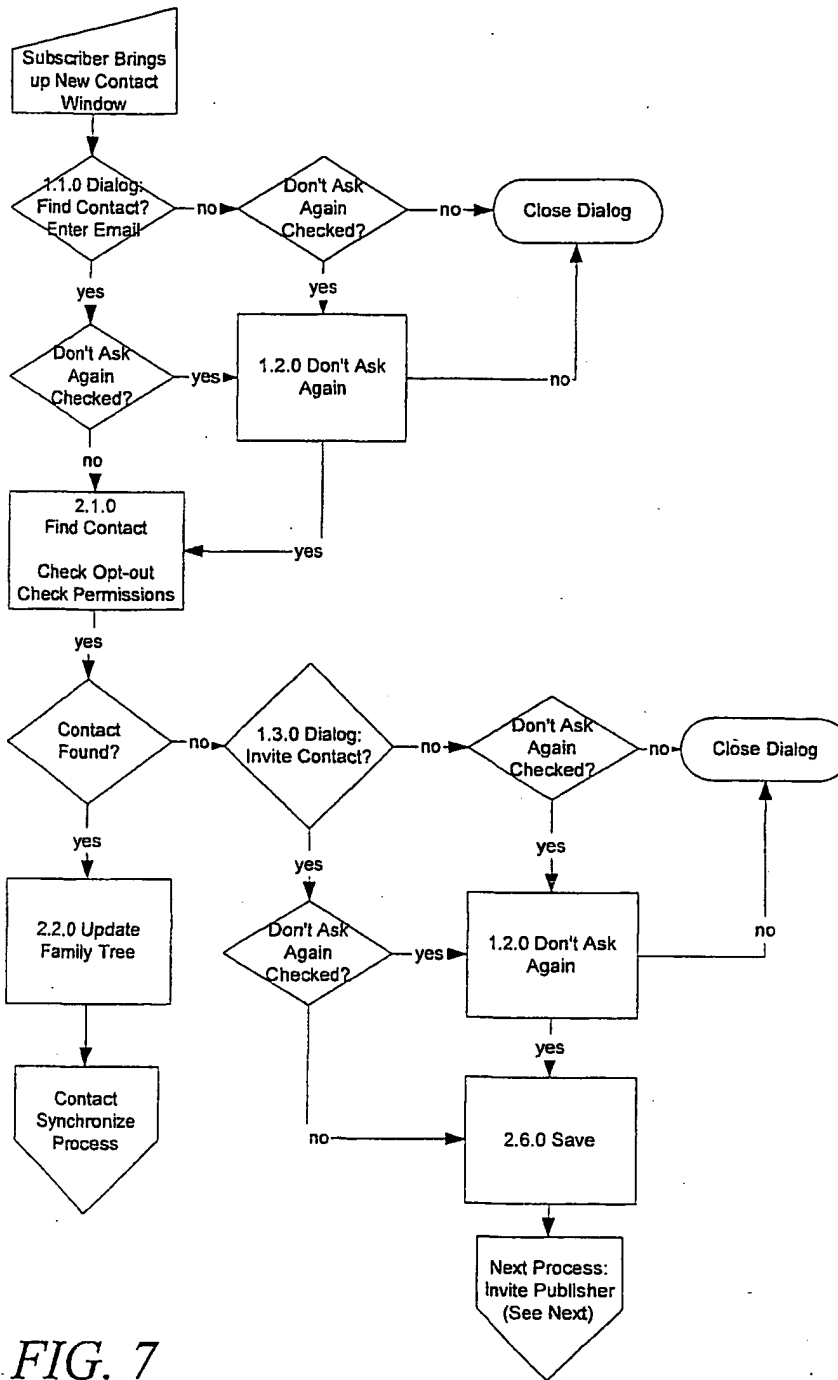 Subscriber Brings
up New Contact
Window
1.1.0 Dialog:
Find Contact?
Enter Email
no
Don't Ask
Again
Checked?
no
Close Dialog
yes
yes
Don't Ask
Again
Checked?
yes
1.2.0 Don't Ask
Again
no
no
2.1.0
Find Contact
Check Opt-out
Check Permissions
yes
yes
Contact
Found?
no
1.3.0 Dialog:
Invite Contact?
no
Don't Ask
Again
Checked?
no
Close Dialog
yes
yes
yes
2.2.0 Update
Family Tree
Don't Ask
Again
Checked?
yes
1.2.0 Don't Ask
Again
no
yes
Contact
Synchronize
Process
no
2.6.0 Save
Next Process:
Invite Publisher
(See Next)
FIG. 7